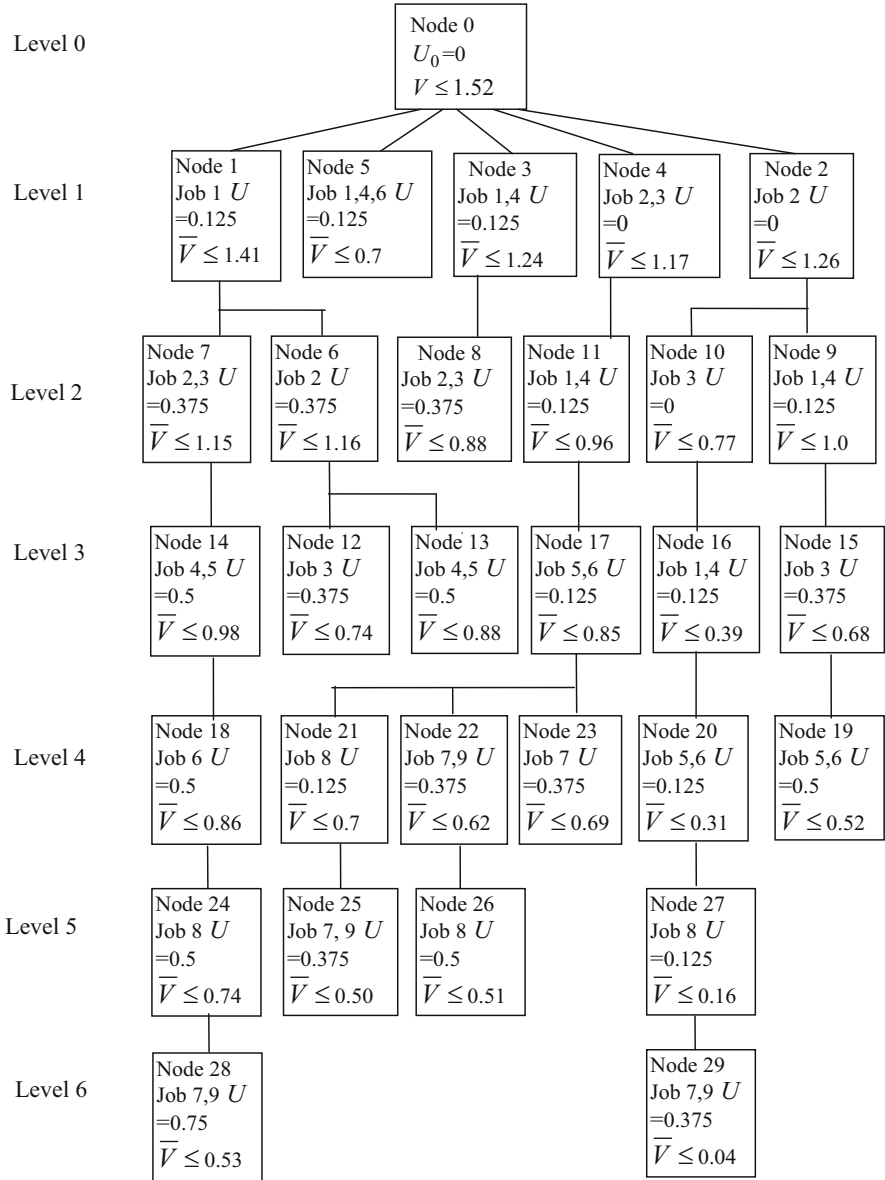 Level 0
Node 0
U₀=0
V ≤ 1.52
Level 1
Node 1
Job 1 U
=0.125
V̅ ≤ 1.41
Node 5
Job 1,4,6 U
=0.125
V̅ ≤ 0.7
Node 3
Job 1,4 U
=0.125
V̅ ≤ 1.24
Node 4
Job 2,3 U
=0
V̅ ≤ 1.17
Node 2
Job 2 U
=0
V̅ ≤ 1.26
Level 2
Node 7
Job 2,3 U
=0.375
V̅ ≤ 1.15
Node 6
Job 2 U
=0.375
V̅ ≤ 1.16
Node 8
Job 2,3 U
=0.375
V̅ ≤ 0.88
Node 11
Job 1,4 U
=0.125
V̅ ≤ 0.96
Node 10
Job 3 U
=0
V̅ ≤ 0.77
Node 9
Job 1,4 U
=0.125
V̅ ≤ 1.0
Level 3
Node 14
Job 4,5 U
=0.5
V̅ ≤ 0.98
Node 12
Job 3 U
=0.375
V̅ ≤ 0.74
Node 13
Job 4,5 U
=0.5
V̅ ≤ 0.88
Node 17
Job 5,6 U
=0.125
V̅ ≤ 0.85
Node 16
Job 1,4 U
=0.125
V̅ ≤ 0.39
Node 15
Job 3 U
=0.375
V̅ ≤ 0.68
Level 4
Node 18
Job 6 U
=0.5
V̅ ≤ 0.86
Node 21
Job 8 U
=0.125
V̅ ≤ 0.7
Node 22
Job 7,9 U
=0.375
V̅ ≤ 0.62
Node 23
Job 7 U
=0.375
V̅ ≤ 0.69
Node 20
Job 5,6 U
=0.125
V̅ ≤ 0.31
Node 19
Job 5,6 U
=0.5
V̅ ≤ 0.52
Level 5
Node 24
Job 8 U
=0.5
V̅ ≤ 0.74
Node 25
Job 7, 9 U
=0.375
V̅ ≤ 0.50
Node 26
Job 8 U
=0.5
V̅ ≤ 0.51
Node 27
Job 8 U
=0.125
V̅ ≤ 0.16
Level 6
Node 28
Job 7,9 U
=0.75
V̅ ≤ 0.53
Node 29
Job 7,9 U
=0.375
V̅ ≤ 0.04